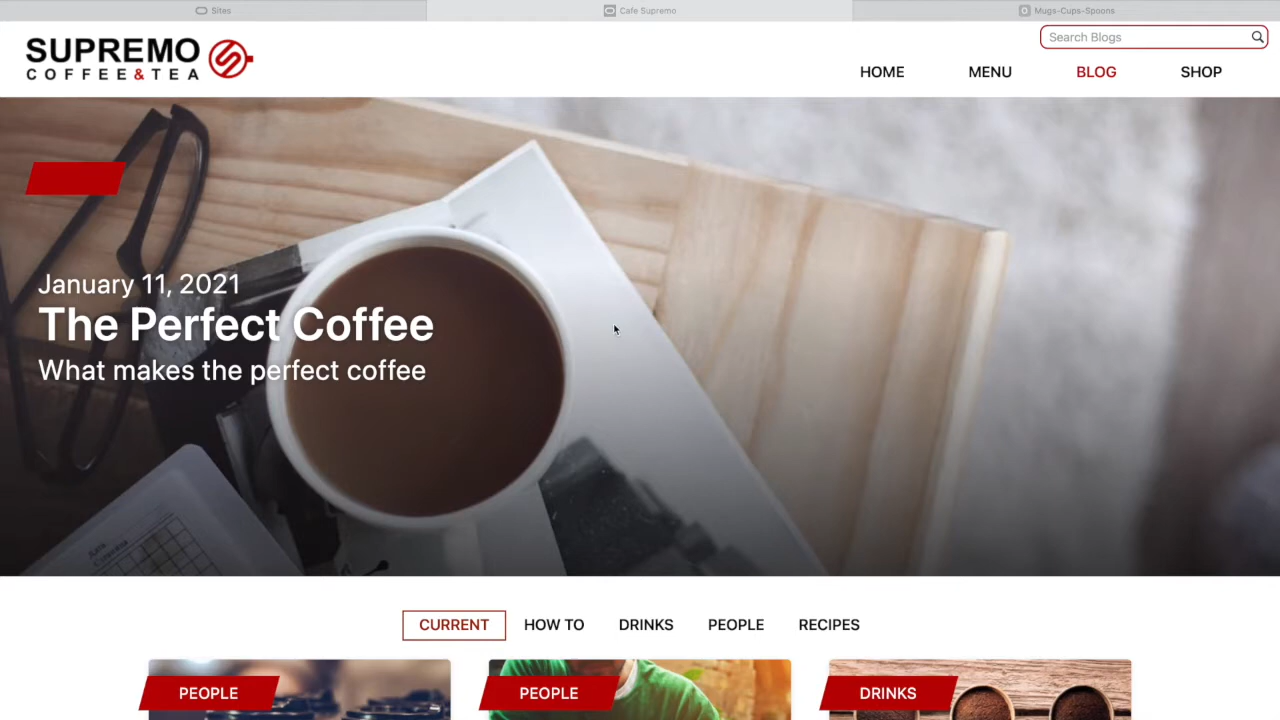 Sites
Cafe Supremo
Mugs-Cups-Spoons
SUPREMO
COFFEE&TEA
Search Blogs
HOME
MENU
BLOG
SHOP
January 11, 2021
The Perfect Coffee
What makes the perfect coffee
CURRENT
HOW TO
DRINKS
PEOPLE
RECIPES
PEOPLE
PEOPLE
DRINKS